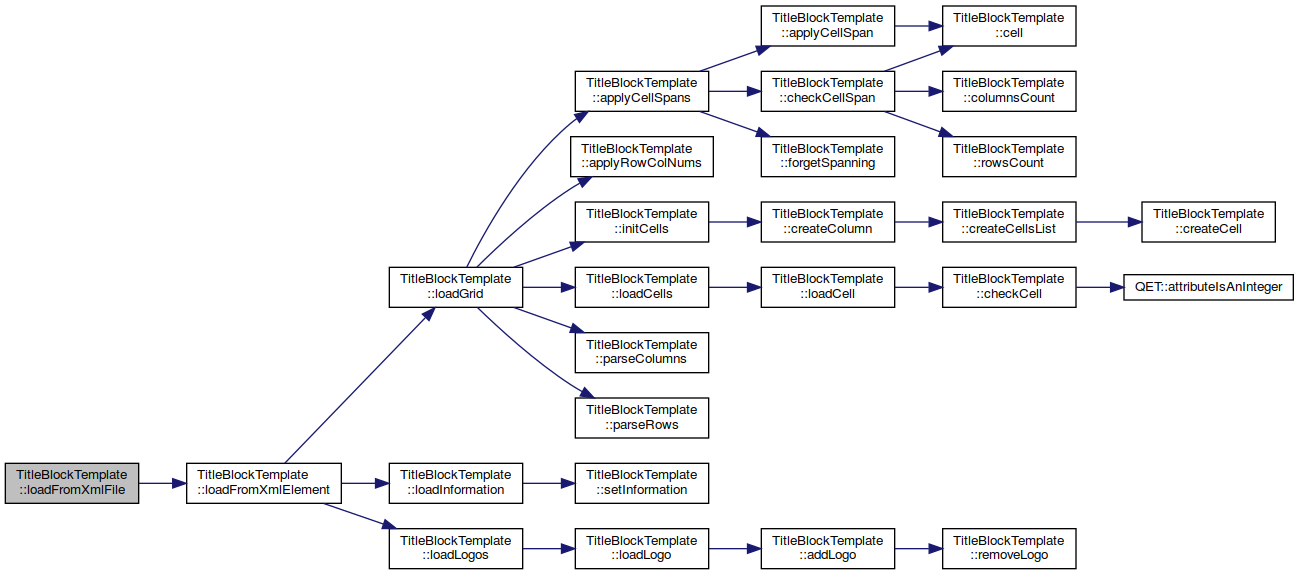 TitleBlockTemplate
::applyCellSpan
TitleBlockTemplate
::cell
TitleBlockTemplate
::applyCellSpans
TitleBlockTemplate
::checkCellSpan
TitleBlockTemplate
::columnsCount
TitleBlockTemplate
::applyRowColNums
TitleBlockTemplate
::forgetSpanning
TitleBlockTemplate
::rowsCount
TitleBlockTemplate
::initCells
TitleBlockTemplate
::createColumn
TitleBlockTemplate
::createCellsList
TitleBlockTemplate
::createCell
TitleBlockTemplate
::loadGrid
TitleBlockTemplate
::loadCells
TitleBlockTemplate
::loadCell
TitleBlockTemplate
::checkCell
QET::attributeIsAnInteger
TitleBlockTemplate
::parseColumns
TitleBlockTemplate
::parseRows
TitleBlockTemplate
::loadFromXmlFile
TitleBlockTemplate
::loadFromXmlElement
TitleBlockTemplate
::loadInformation
TitleBlockTemplate
::setInformation
TitleBlockTemplate
::loadLogos
TitleBlockTemplate
::loadLogo
TitleBlockTemplate
::addLogo
TitleBlockTemplate
::removeLogo